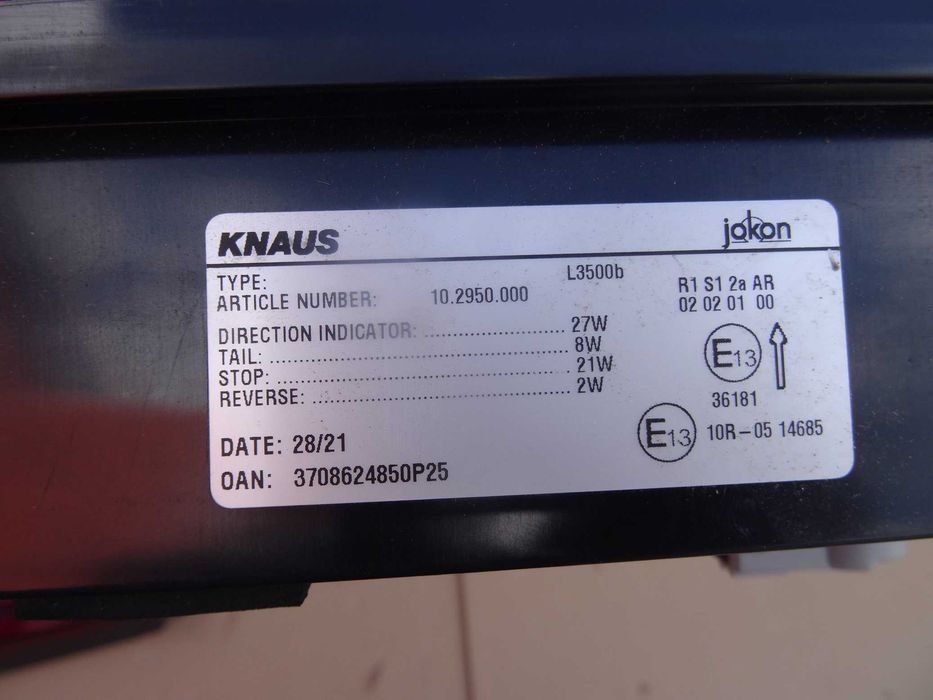 KNAUS jokon
TYPE: L3500b
ARTICLE NUMBER: 10.2950.000
DIRECTION INDICATOR: 27W
TAIL: 8W
STOP: 21W
REVERSE: 2W
DATE: 28/21
OAN: 3708624850P25
R1 S1 2a AR
02 02 01 00
E13
36181
E13 10R-05 14685